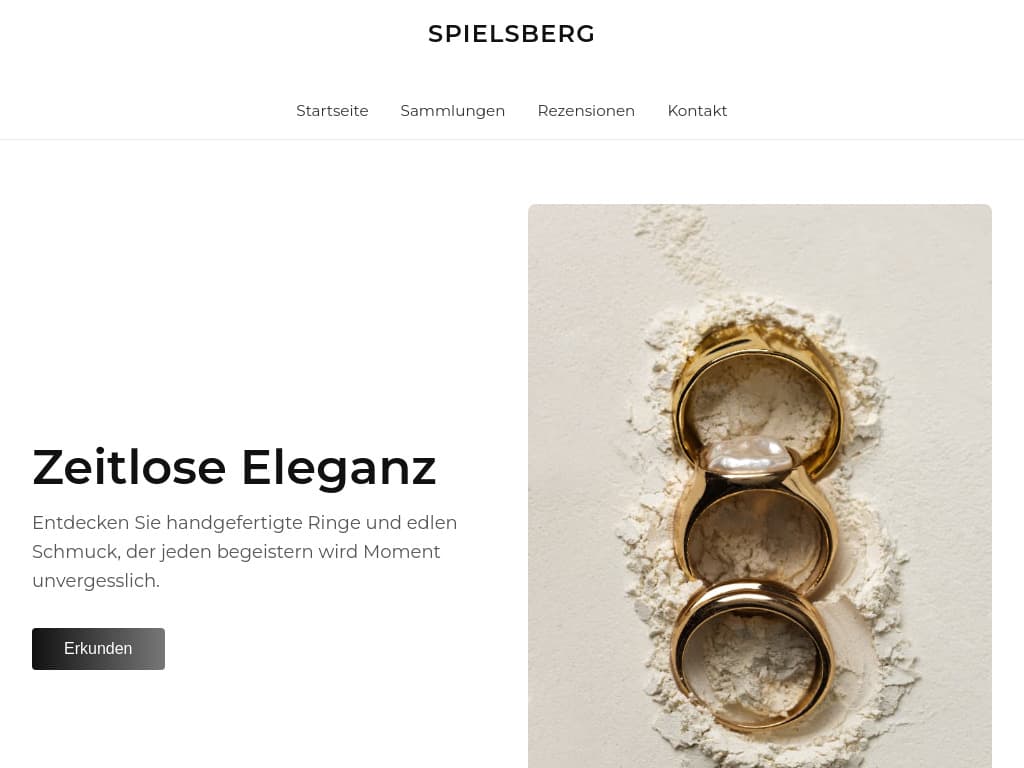 SPIELSBERG
Startseite Sammlungen Rezensionen Kontakt
Zeitlose Eleganz
Entdecken Sie handgefertigte Ringe und edlen
Schmuck, der jeden begeistern wird Moment
unvergesslich.
Erkunden